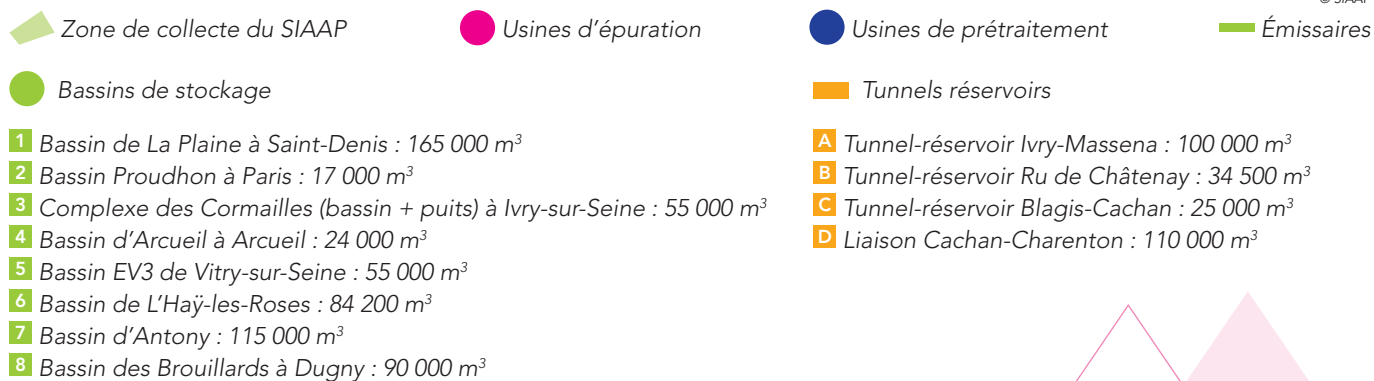 © SIAAP
Zone de collecte du SIAAP
Usines d'épuration
Usines de prétraitement
Émissaires
Bassins de stockage
Tunnels réservoirs
1 Bassin de La Plaine à Saint-Denis : 165 000 m³
2 Bassin Proudhon à Paris : 17 000 m³
3 Complexe des Cormailles (bassin + puits) à Ivry-sur-Seine : 55 000 m³
4 Bassin d'Arcueil à Arcueil : 24 000 m³
5 Bassin EV3 de Vitry-sur-Seine : 55 000 m³
6 Bassin de L'Haÿ-les-Roses : 84 200 m³
7 Bassin d'Antony : 115 000 m³
8 Bassin des Brouillards à Dugny : 90 000 m³
A Tunnel-réservoir Ivry-Massena : 100 000 m³
B Tunnel-réservoir Ru de Châtenay : 34 500 m³
C Tunnel-réservoir Blagis-Cachan : 25 000 m³
D Liaison Cachan-Charenton : 110 000 m³